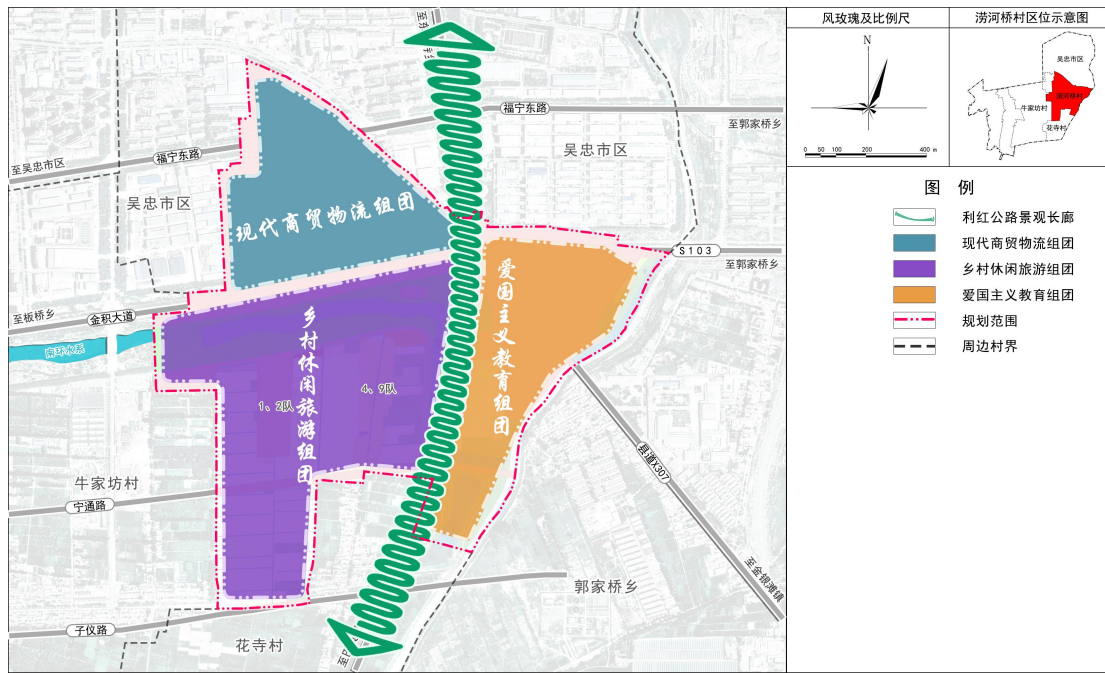 风玫瑰及比例尺
涝河桥村区位示意图
N
0 50 100 200 400 m
吴忠市区
涝河桥村
牛家坊村
花寺村
图 例
利红公路景观长廊
现代商贸物流组团
乡村休闲旅游组团
爱国主义教育组团
规划范围
周边村界
福宁东路
至郭家桥乡
吴忠市区
至吴忠市区
福宁东路
吴忠市区
现代商贸物流组团
S103
至郭家桥乡
爱国主义教育组团
至板桥乡
金积大道
南环水系
乡村休闲旅游组团
4、9队
1、2队
县道X307
牛家坊村
宁通路
至金银滩镇
郭家桥乡
子仪路
花寺村